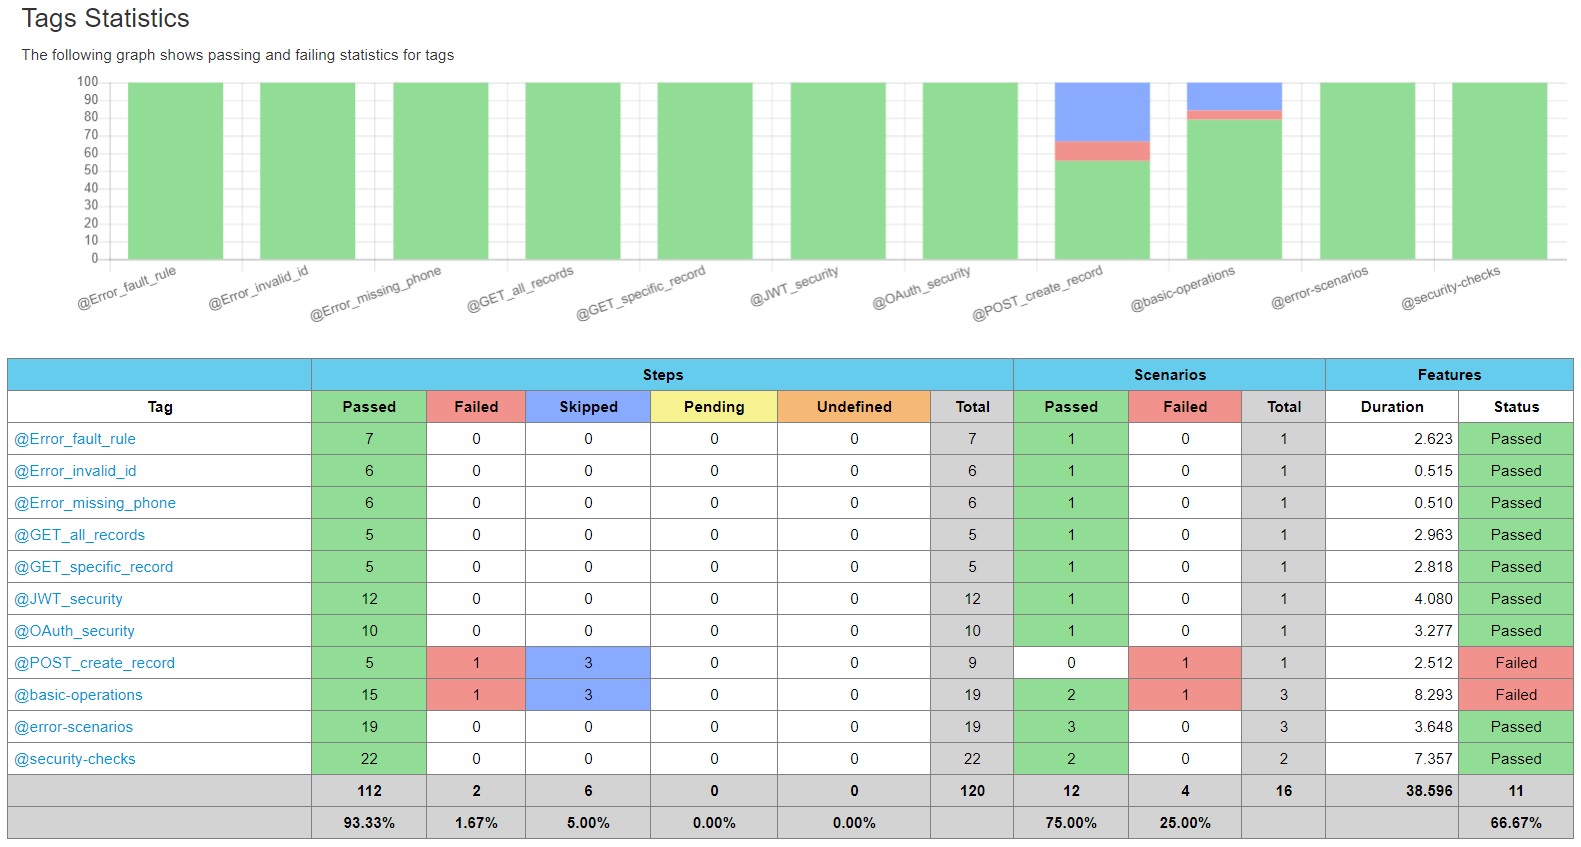 Tags Statistics
The following graph shows passing and failing statistics for tags
100
90
80
70
60
50
40
30
20
10
0
@Error_fault_rule @Error_invalid_id @Error_missing_phone @GET_all_records @GET_specific_record @JWT_security @OAuth_security @POST_create_record @basic-operations @error-scenarios @security-checks
Steps Scenarios Features
Tag Passed Failed Skipped Pending Undefined Total Passed Failed Total Duration Status
@Error_fault_rule 7 0 0 0 0 7 1 0 1 2.623 Passed
@Error_invalid_id 6 0 0 0 0 6 1 0 1 0.515 Passed
@Error_missing_phone 6 0 0 0 0 6 1 0 1 0.510 Passed
@GET_all_records 5 0 0 0 0 5 1 0 1 2.963 Passed
@GET_specific_record 5 0 0 0 0 5 1 0 1 2.818 Passed
@JWT_security 12 0 0 0 0 12 1 0 1 4.080 Passed
@OAuth_security 10 0 0 0 0 10 1 0 1 3.277 Passed
@POST_create_record 5 1 3 0 0 9 0 1 1 2.512 Failed
@basic-operations 15 1 3 0 0 19 2 1 3 8.293 Failed
@error-scenarios 19 0 0 0 0 19 3 0 3 3.648 Passed
@security-checks 22 0 0 0 0 22 2 0 2 7.357 Passed
112 2 6 0 0 120 12 4 16 38.596 11
93.33% 1.67% 5.00% 0.00% 0.00% 75.00% 25.00% 66.67%